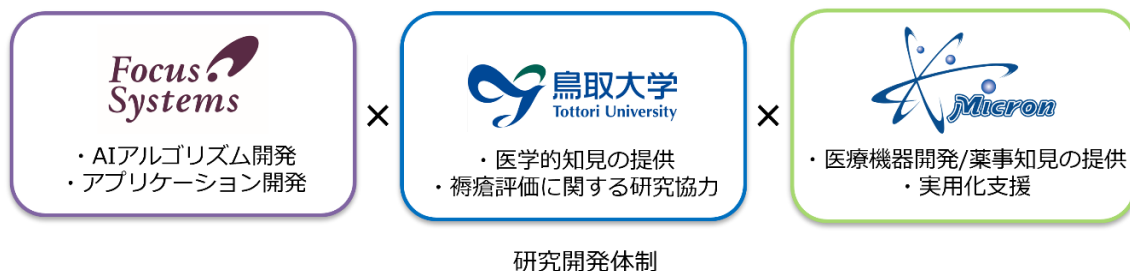 Focus
Systems
・AIアルゴリズム開発
・アプリケーション開発
×
鳥取大学
Tottori University
・医学的知見の提供
・褥瘡評価に関する研究協力
×
Micron
・医療機器開発/薬事知見の提供
・実用化支援
研究開発体制